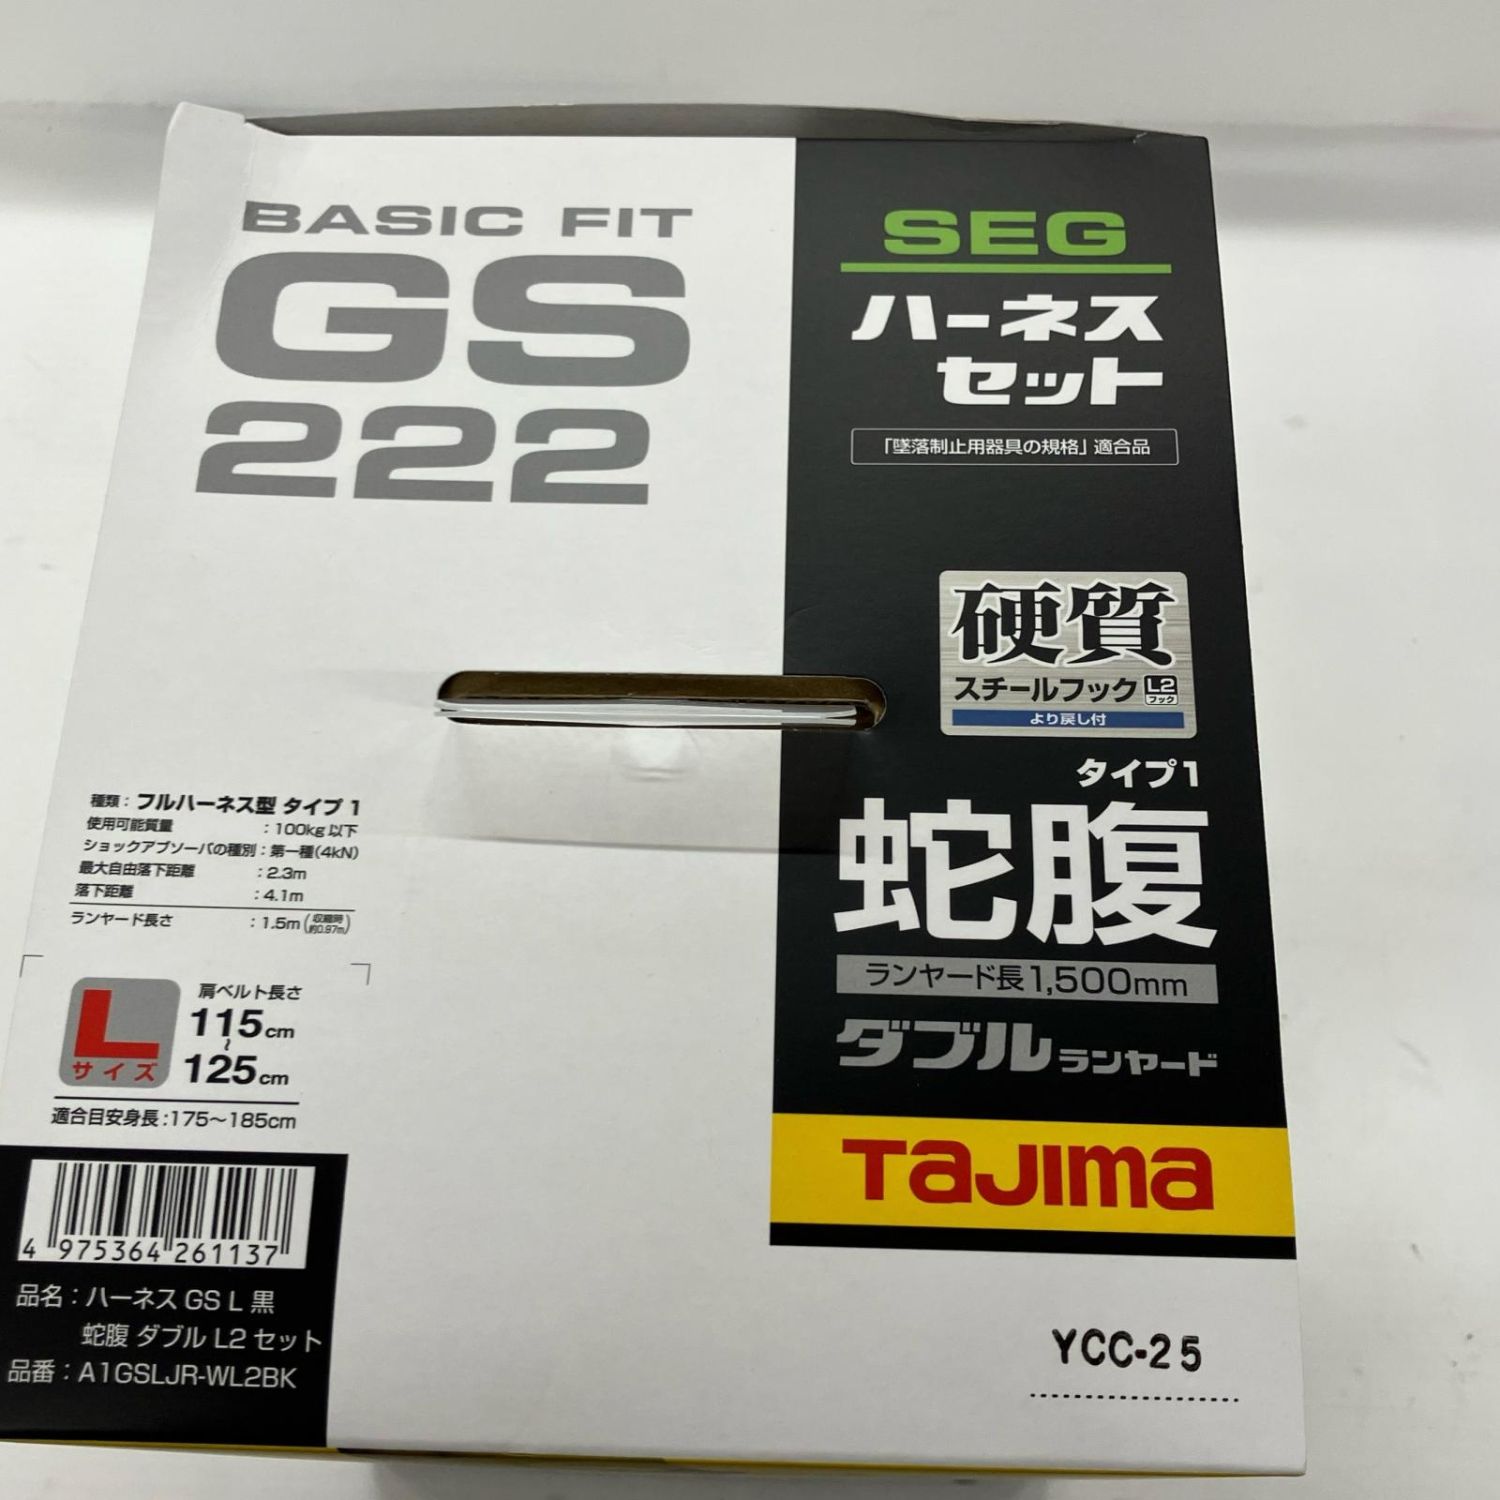 BASIC FIT
GS
222
SEG
ハーネス
セット
「墜落制止用器具の規格」適合品
硬質
スチールフック L2
フック
より戻し付
タイプ1
蛇腹
ランヤード長1,500mm
ダブルランヤード
TaJIma
種類：フルハーネス型 タイプ1
使用可能質量：100kg以下
ショックアブソーバの種別：第一種(4kN)
最大自由落下距離：2.3m
落下距離：4.1m
ランヤード長さ：1.5m(収縮時
約0.97m)
L
サイズ
肩ベルト長さ
115cm
〜
125cm
適合目安身長：175〜185cm
4 975364 261137
品名：ハーネス GS L 黒
蛇腹 ダブル L2 セット
品番：A1GSLJR-WL2BK
YCC-25